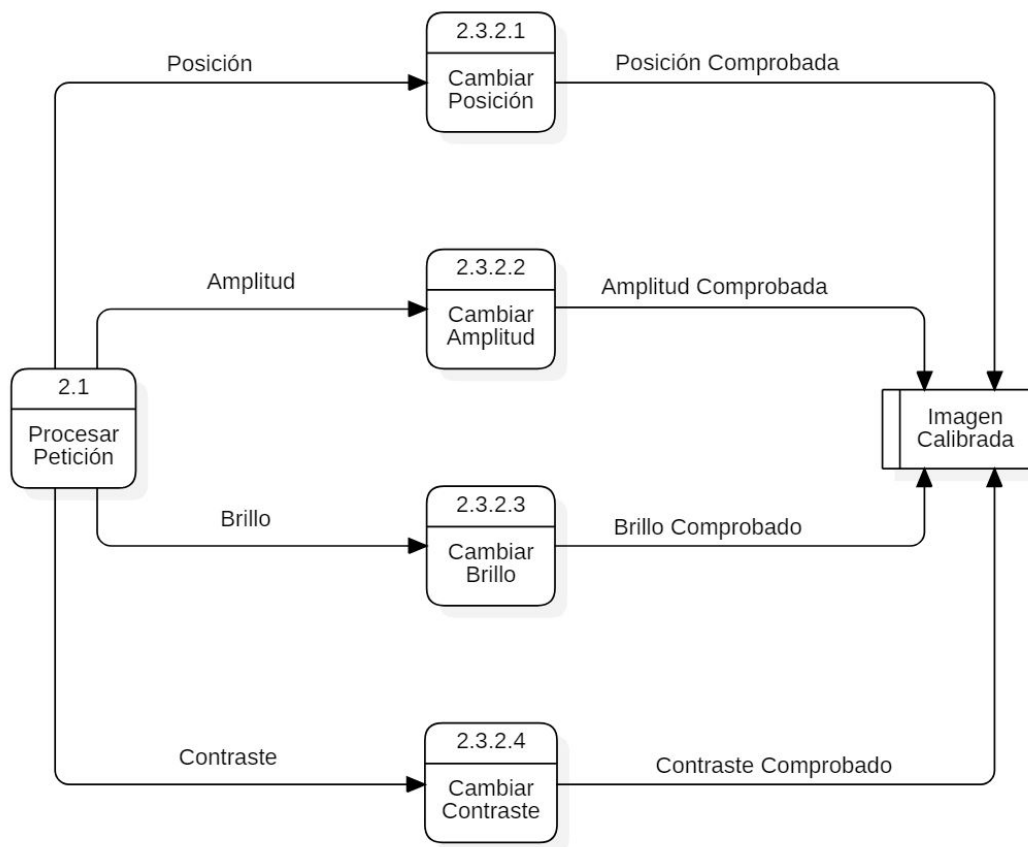 2.3.2.1
Posición
Posición Comprobada
Cambiar
Posición
2.3.2.2
Amplitud
Amplitud Comprobada
Cambiar
Amplitud
2.1
Procesar
Petición
Imagen
Calibrada
2.3.2.3
Brillo
Brillo Comprobado
Cambiar
Brillo
2.3.2.4
Contraste
Contraste Comprobado
Cambiar
Contraste